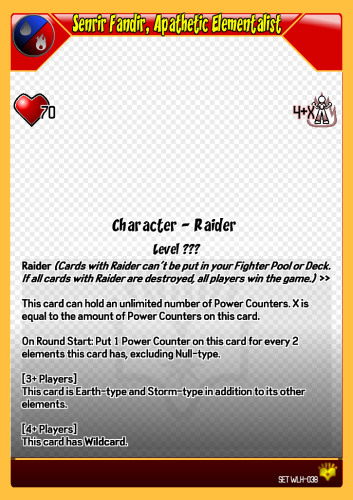 Senrir Fandir, Apathetic Elementalist
70
4+X
Character - Raider
Level ???
Raider (Cards with Raider can't be put in your Fighter Pool or Deck.
If all cards with Raider are destroyed, all players win the game.) >>
This card can hold an unlimited number of Power Counters. X is
equal to the amount of Power Counters on this card.
On Round Start: Put 1 Power Counter on this card for every 2
elements this card has, excluding Null-type.
[3+ Players]
This card is Earth-type and Storm-type in addition to its other
elements.
[4+ Players]
This card has Wildcard.
SET WLH-038